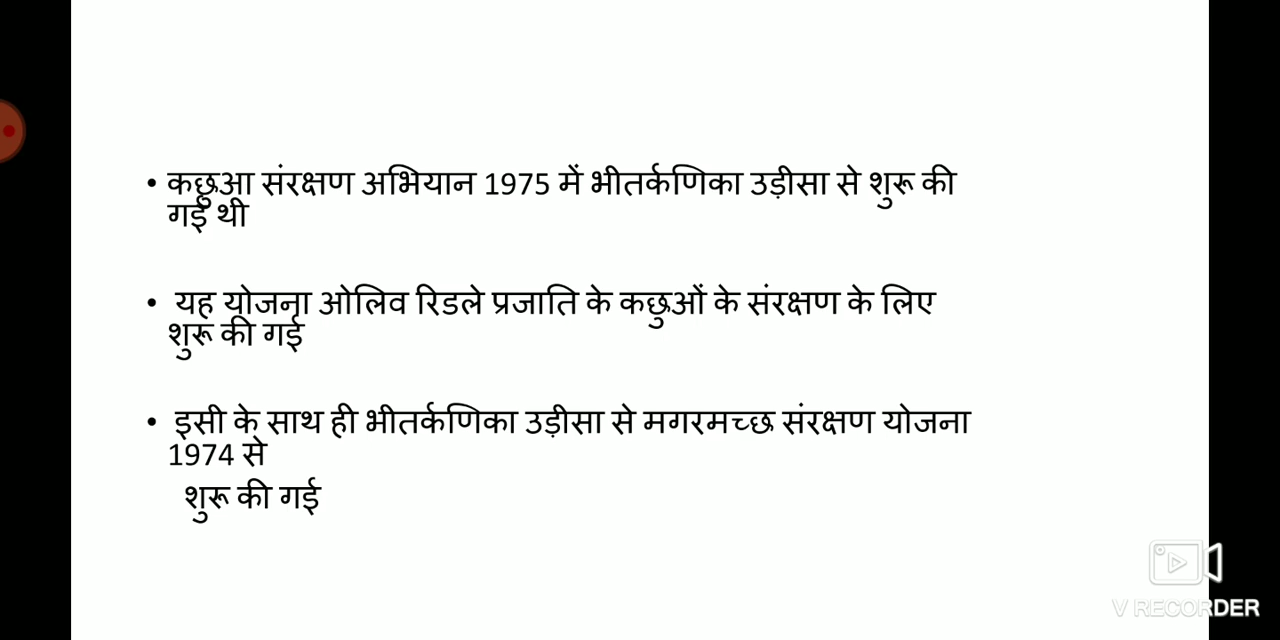 • कछुआ संरक्षण अभियान 1975 में भीतर्कणिका उड़ीसा से शुरू की
गई थी
• यह योजना ओलिव रिडले प्रजाति के कछुओं के संरक्षण के लिए
शुरू की गई
• इसी के साथ ही भीतर्कणिका उड़ीसा से मगरमच्छ संरक्षण योजना
1974 से
शुरू की गई
V RECORDER